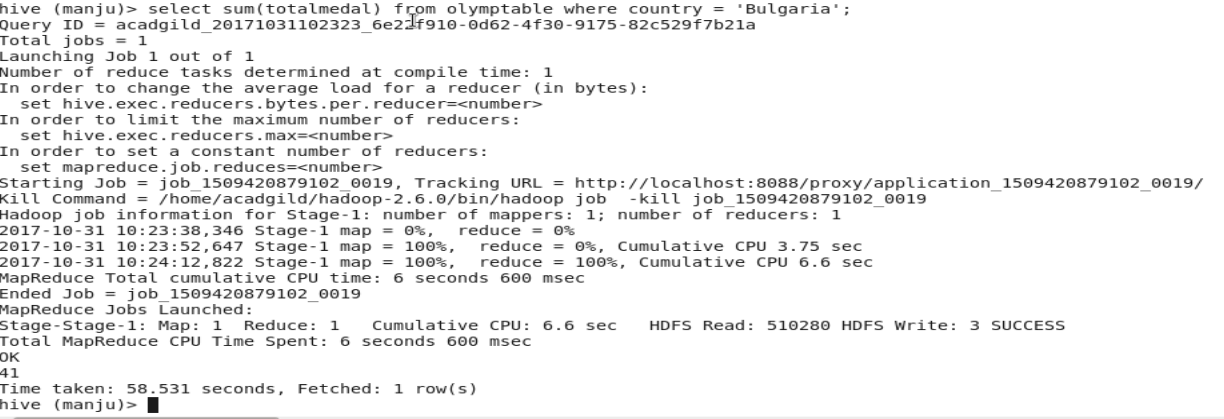 hive (manju)> select sum(totalmedal) from olymptable where country = 'Bulgaria';
Query ID = acadgild_20171031102323_6e22f910-0d62-4f30-9175-82c529f7b21a
Total jobs = 1
Launching Job 1 out of 1
Number of reduce tasks determined at compile time: 1
In order to change the average load for a reducer (in bytes):
  set hive.exec.reducers.bytes.per.reducer=<number>
In order to limit the maximum number of reducers:
  set hive.exec.reducers.max=<number>
In order to set a constant number of reducers:
  set mapreduce.job.reduces=<number>
Starting Job = job_1509420879102_0019, Tracking URL = http://localhost:8088/proxy/application_1509420879102_0019/
Kill Command = /home/acadgild/hadoop-2.6.0/bin/hadoop job  -kill job_1509420879102_0019
Hadoop job information for Stage-1: number of mappers: 1; number of reducers: 1
2017-10-31 10:23:38,346 Stage-1 map = 0%,  reduce = 0%
2017-10-31 10:23:52,647 Stage-1 map = 100%,  reduce = 0%, Cumulative CPU 3.75 sec
2017-10-31 10:24:12,822 Stage-1 map = 100%,  reduce = 100%, Cumulative CPU 6.6 sec
MapReduce Total cumulative CPU time: 6 seconds 600 msec
Ended Job = job_1509420879102_0019
MapReduce Jobs Launched:
Stage-Stage-1: Map: 1  Reduce: 1   Cumulative CPU: 6.6 sec   HDFS Read: 510280 HDFS Write: 3 SUCCESS
Total MapReduce CPU Time Spent: 6 seconds 600 msec
OK
41
Time taken: 58.531 seconds, Fetched: 1 row(s)
hive (manju)>